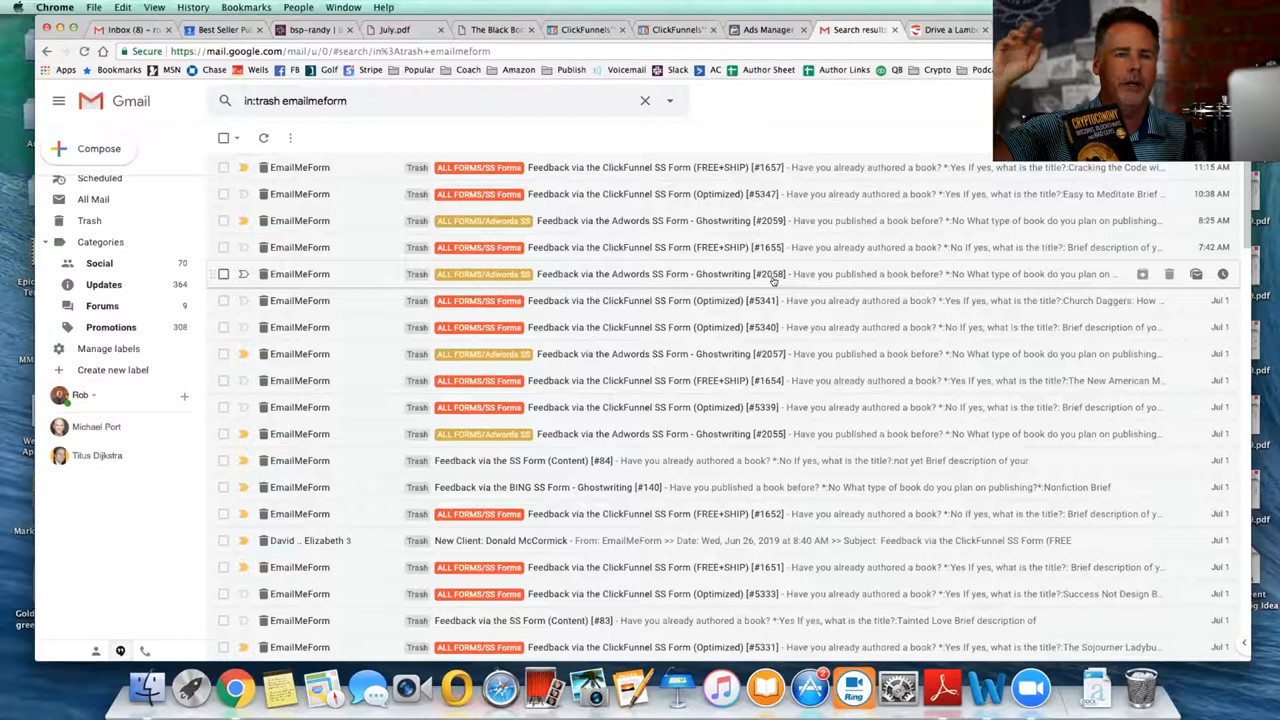 Chrome File Edit View History Bookmarks People Window Help
Inbox (8) - ro
Best Seller Pu
bsp-randy |
July.pdf
The Black Bo
ClickFunnels
ClickFunnels
Ads Manager
Search results
Drive a Lamb
Secure https://mail.google.com/mail/u/0/#search/in%3Atrash+emailmeform
Apps Bookmarks MSN Chase Wells FB Golf Stripe Popular Coach Amazon Publish Voicemail Slack AC Author Sheet Author Links QB Crypto Podc
Gmail
in:trash emailmeform
CRYPTOCONOMY
Compose
Scheduled
All Mail
Trash
Categories
Social 70
Updates 364
Forums 88
Promotions 308
Manage labels
Create new label
Rob
Michael Port
Titus Dijkstra
EmailMeForm Trash ALL FORMS/SS Forms Feedback via the ClickFunnel SS Form (FREE+SHIP) [#1657] - Have you already authored a book? *:Yes If yes, what is the title?:Cracking the Code wi... 11:15 AM
EmailMeForm Trash ALL FORMS/SS Forms Feedback via the ClickFunnel SS Form (Optimized) [#5347] - Have you already authored a book? *:Yes If yes, what is the title?:Easy to Meditate Brief ... 10:38 AM
EmailMeForm Trash ALL FORMS/Adwords SS Feedback via the Adwords SS Form - Ghostwriting [#2059] - Have you published a book before? *:No What type of book do you plan on publishing... 8:25 AM
EmailMeForm Trash ALL FORMS/SS Forms Feedback via the ClickFunnel SS Form (FREE+SHIP) [#1655] - Have you already authored a book? *:No If yes, what is the title?: Brief description of y... 7:42 AM
EmailMeForm Trash ALL FORMS/Adwords SS Feedback via the Adwords SS Form - Ghostwriting [#2058] - Have you published a book before? *:No What type of book do you plan on ...
EmailMeForm Trash ALL FORMS/SS Forms Feedback via the ClickFunnel SS Form (Optimized) [#5341] - Have you already authored a book? *:Yes If yes, what is the title?:Church Daggers: How ... Jul 1
EmailMeForm Trash ALL FORMS/SS Forms Feedback via the ClickFunnel SS Form (Optimized) [#5340] - Have you already authored a book? *:No If yes, what is the title?: Brief description of yo... Jul 1
EmailMeForm Trash ALL FORMS/Adwords SS Feedback via the Adwords SS Form - Ghostwriting [#2057] - Have you published a book before? *:No What type of book do you plan on publishing... Jul 1
EmailMeForm Trash ALL FORMS/SS Forms Feedback via the ClickFunnel SS Form (FREE+SHIP) [#1654] - Have you already authored a book? *:Yes If yes, what is the title?:The New American M... Jul 1
EmailMeForm Trash ALL FORMS/SS Forms Feedback via the ClickFunnel SS Form (Optimized) [#5339] - Have you already authored a book? *:No If yes, what is the title?: Brief description of yo... Jul 1
EmailMeForm Trash ALL FORMS/Adwords SS Feedback via the Adwords SS Form - Ghostwriting [#2055] - Have you published a book before? *:No What type of book do you plan on publishing... Jul 1
EmailMeForm Trash Feedback via the SS Form (Content) [#84] - Have you already authored a book? *:No If yes, what is the title?:not yet Brief description of your Jul 1
EmailMeForm Trash Feedback via the BING SS Form - Ghostwriting [#140] - Have you published a book before? *:No What type of book do you plan on publishing?*:Nonfiction Brief Jul 1
EmailMeForm Trash ALL FORMS/SS Forms Feedback via the ClickFunnel SS Form (FREE+SHIP) [#1652] - Have you already authored a book? *:No If yes, what is the title?: Brief description of y... Jul 1
David .. Elizabeth 3 Trash New Client: Donald McCormick - From: EmailMeForm >> Date: Wed, Jun 26, 2019 at 8:40 AM >> Subject: Feedback via the ClickFunnel SS Form (FREE Jul 1
EmailMeForm Trash ALL FORMS/SS Forms Feedback via the ClickFunnel SS Form (FREE+SHIP) [#1651] - Have you already authored a book? *:Yes If yes, what is the title?: Brief description of y... Jul 1
EmailMeForm Trash ALL FORMS/SS Forms Feedback via the ClickFunnel SS Form (Optimized) [#5333] - Have you already authored a book? *:Yes If yes, what is the title?:Success Not Design B... Jul 1
EmailMeForm Trash Feedback via the SS Form (Content) [#83] - Have you already authored a book? *:Yes If yes, what is the title?:Tainted Love Brief description of Jul 1
EmailMeForm Trash ALL FORMS/SS Forms Feedback via the ClickFunnel SS Form (Optimized) [#5331] - Have you already authored a book? *:Yes If yes, what is the title?:The Sojourner Ladybu... Jul 1